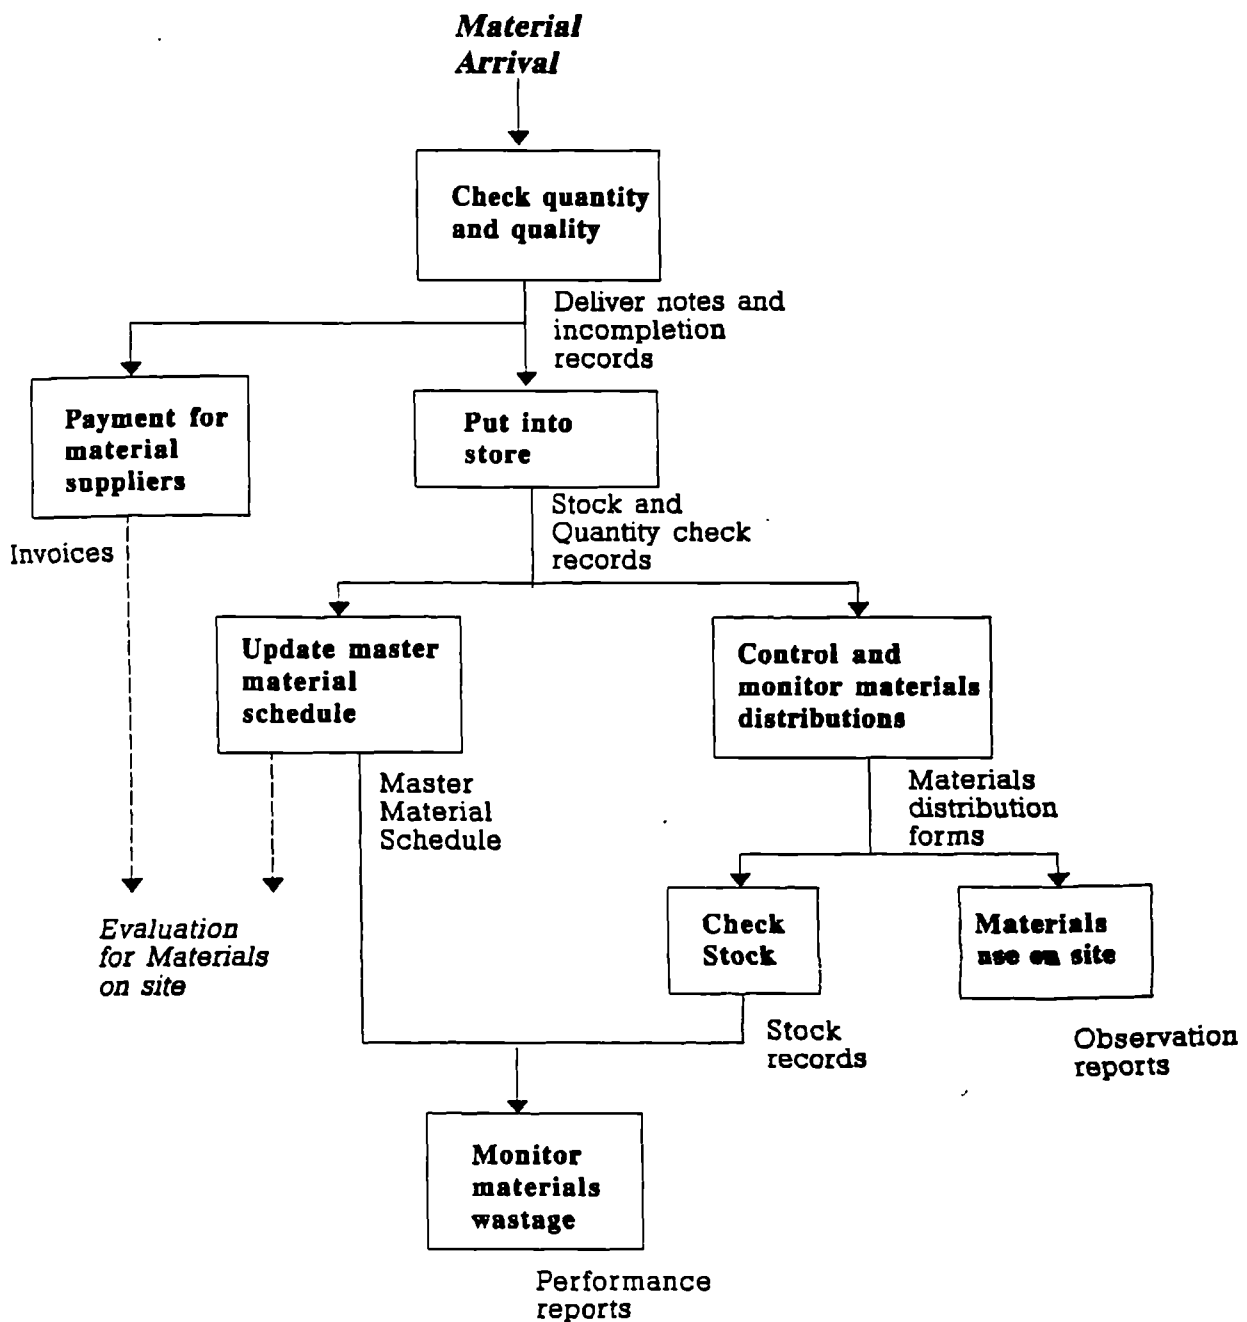 Material
Arrival
Check quantity
and quality
Deliver notes and
incompletion
records
Payment for
material
suppliers
Put into
store
Invoices
Stock and
Quantity check
records
Update master
material
schedule
Control and
monitor materials
distributions
Master
Material
Schedule
Materials
distribution
forms
Evaluation
for Materials
on site
Check
Stock
Materials
use on site
Stock
records
Observation
reports
Monitor
materials
wastage
Performance
reports